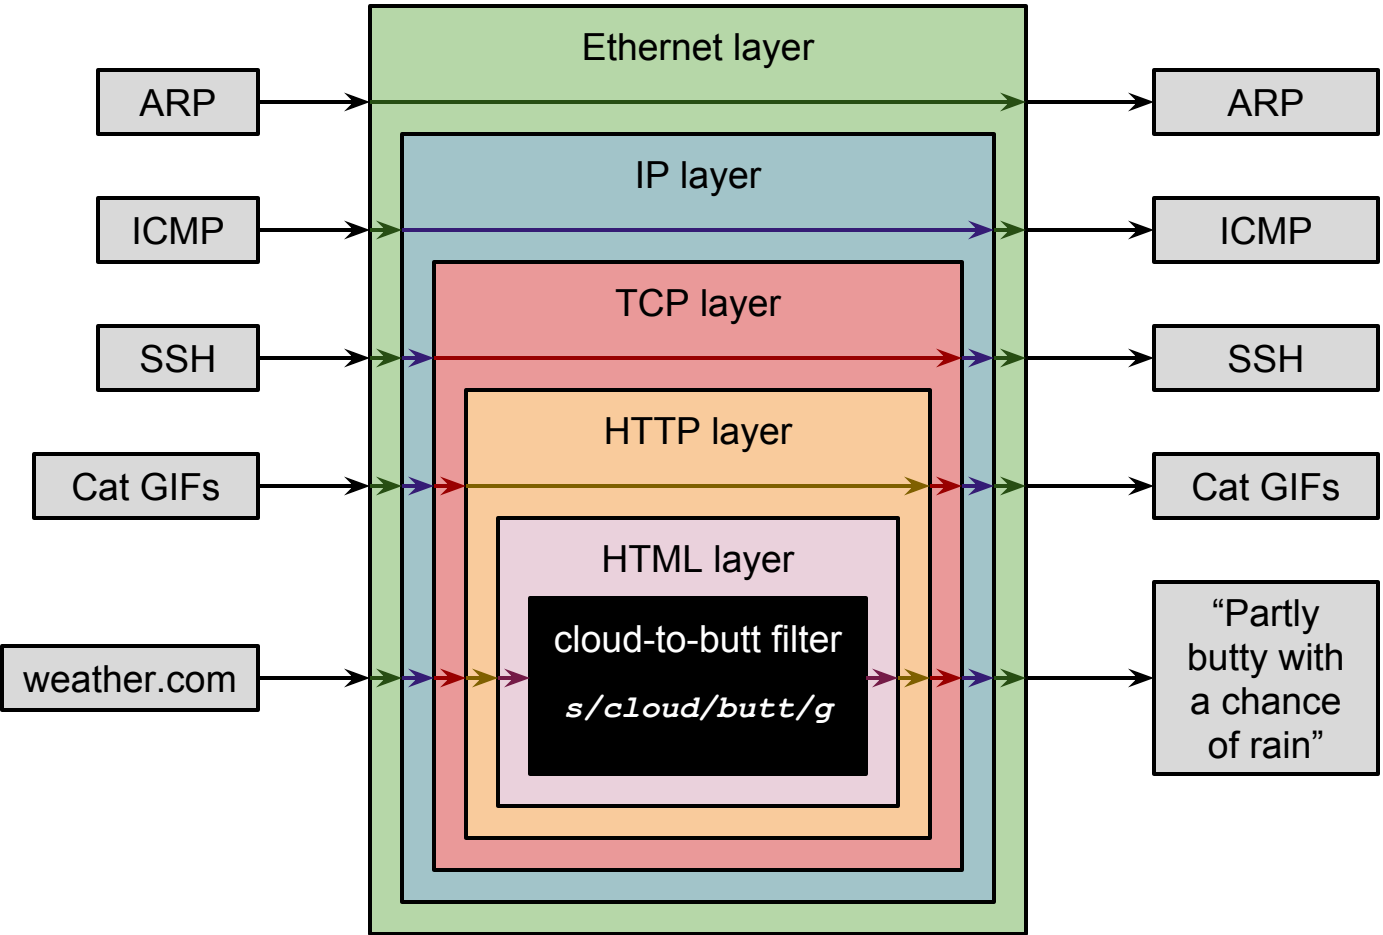 Ethernet layer
ARP
ARP
IP layer
ICMP
ICMP
TCP layer
SSH
SSH
HTTP layer
Cat GIFs
Cat GIFs
HTML layer
cloud-to-butt filter
s/cloud/butt/g
weather.com
“Partly
butty with
a chance
of rain”